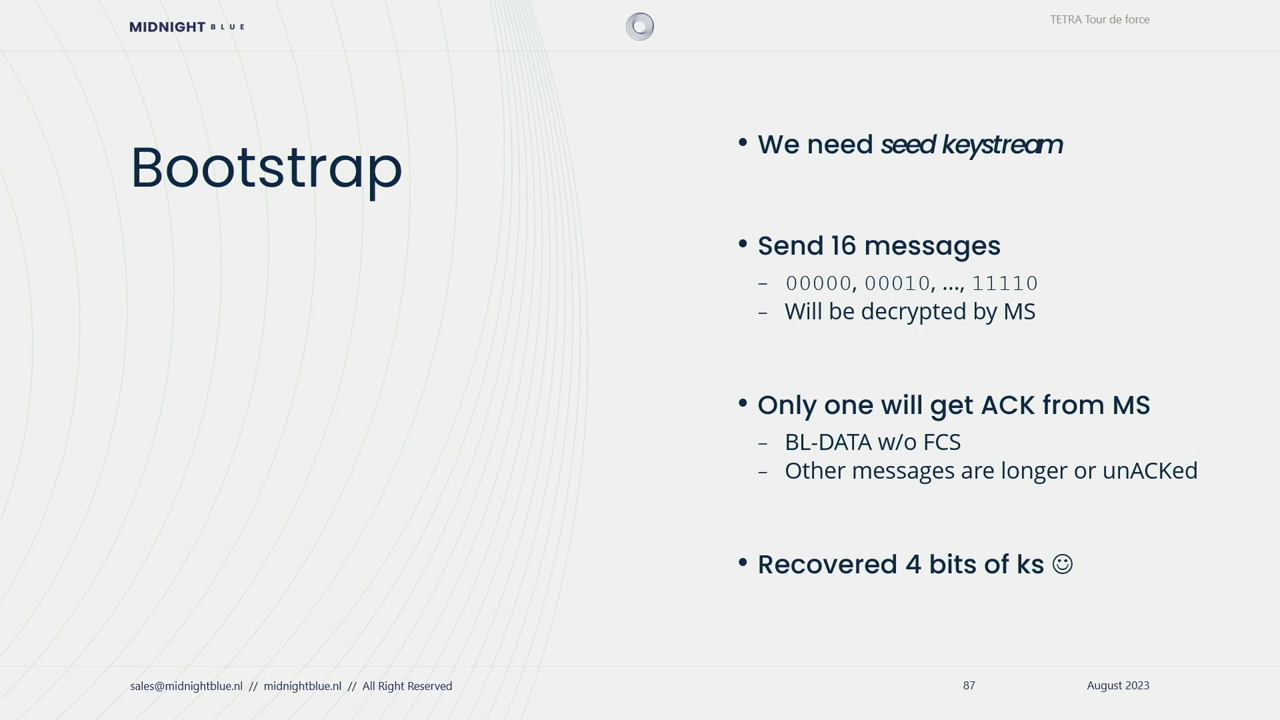 MIDNIGHT BLUE
TETRA Tour de force
Bootstrap
• We need seed keystream
• Send 16 messages
– 00000, 00010, ..., 11110
– Will be decrypted by MS
• Only one will get ACK from MS
– BL-DATA w/o FCS
– Other messages are longer or unACKed
• Recovered 4 bits of ks ☺
sales@midnightblue.nl // midnightblue.nl // All Right Reserved
87
August 2023